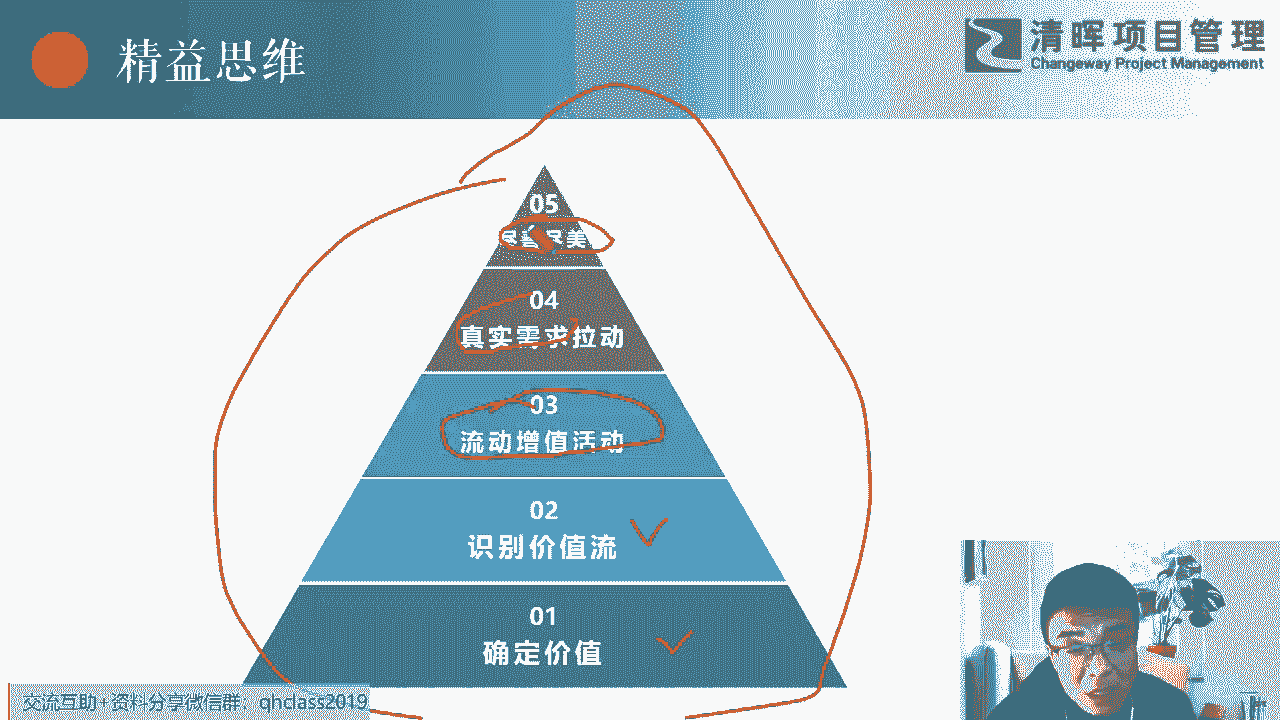 精益思维
清晖项目管理
Changeway Project Management
05
尽善尽美
04
真实需求拉动
03
流动增值活动
02
识别价值流
01
确定价值
交流互助、资料分享微信群：qhclass2019